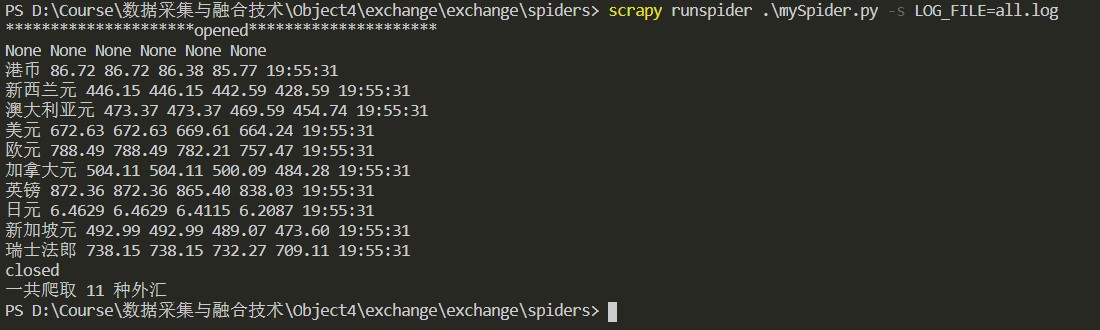 PS D:\Course\数据采集与融合技术\Object4\exchange\exchange\spiders> scrapy runspider .\mySpider.py -s LOG_FILE=all.log
*********************opened*********************
None None None None None None
港币 86.72 86.72 86.38 85.77 19:55:31
新西兰元 446.15 446.15 442.59 428.59 19:55:31
澳大利亚元 473.37 473.37 469.59 454.74 19:55:31
美元 672.63 672.63 669.61 664.24 19:55:31
欧元 788.49 788.49 782.21 757.47 19:55:31
加拿大元 504.11 504.11 500.09 484.28 19:55:31
英镑 872.36 872.36 865.40 838.03 19:55:31
日元 6.4629 6.4629 6.4115 6.2087 19:55:31
新加坡元 492.99 492.99 489.07 473.60 19:55:31
瑞士法郎 738.15 738.15 732.27 709.11 19:55:31
closed
一共爬取 11 种外汇
PS D:\Course\数据采集与融合技术\Object4\exchange\exchange\spiders>